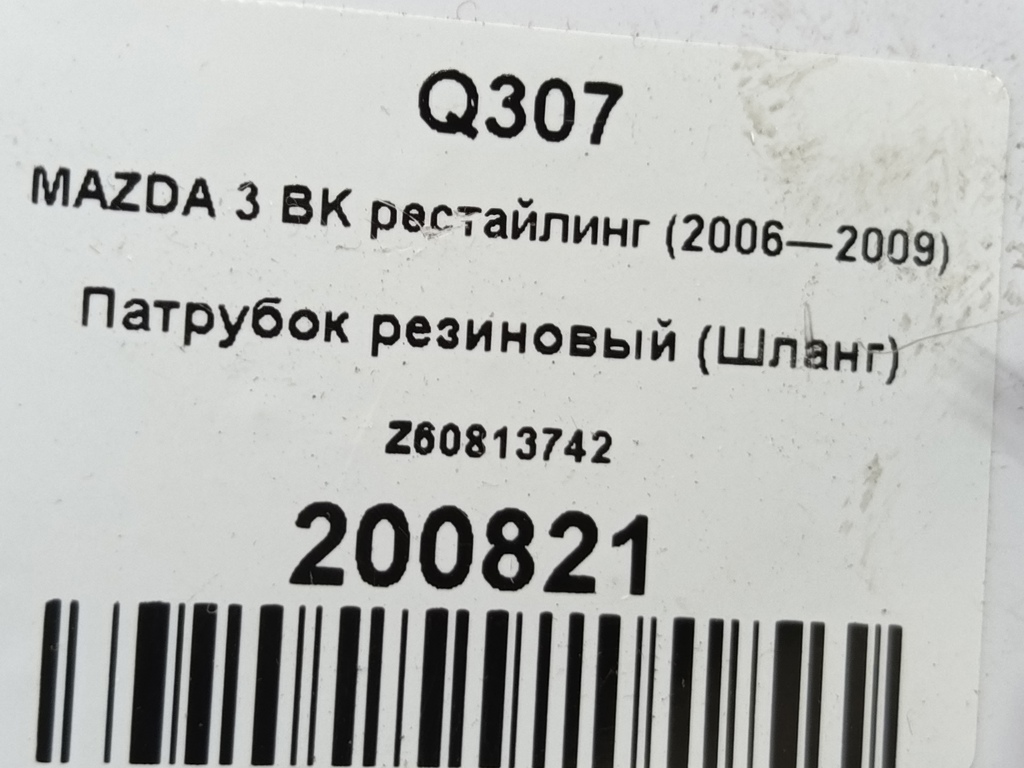 Q307
MAZDA 3 BK рестайлинг (2006—2009)
Патрубок резиновый (Шланг)
Z60813742
200821